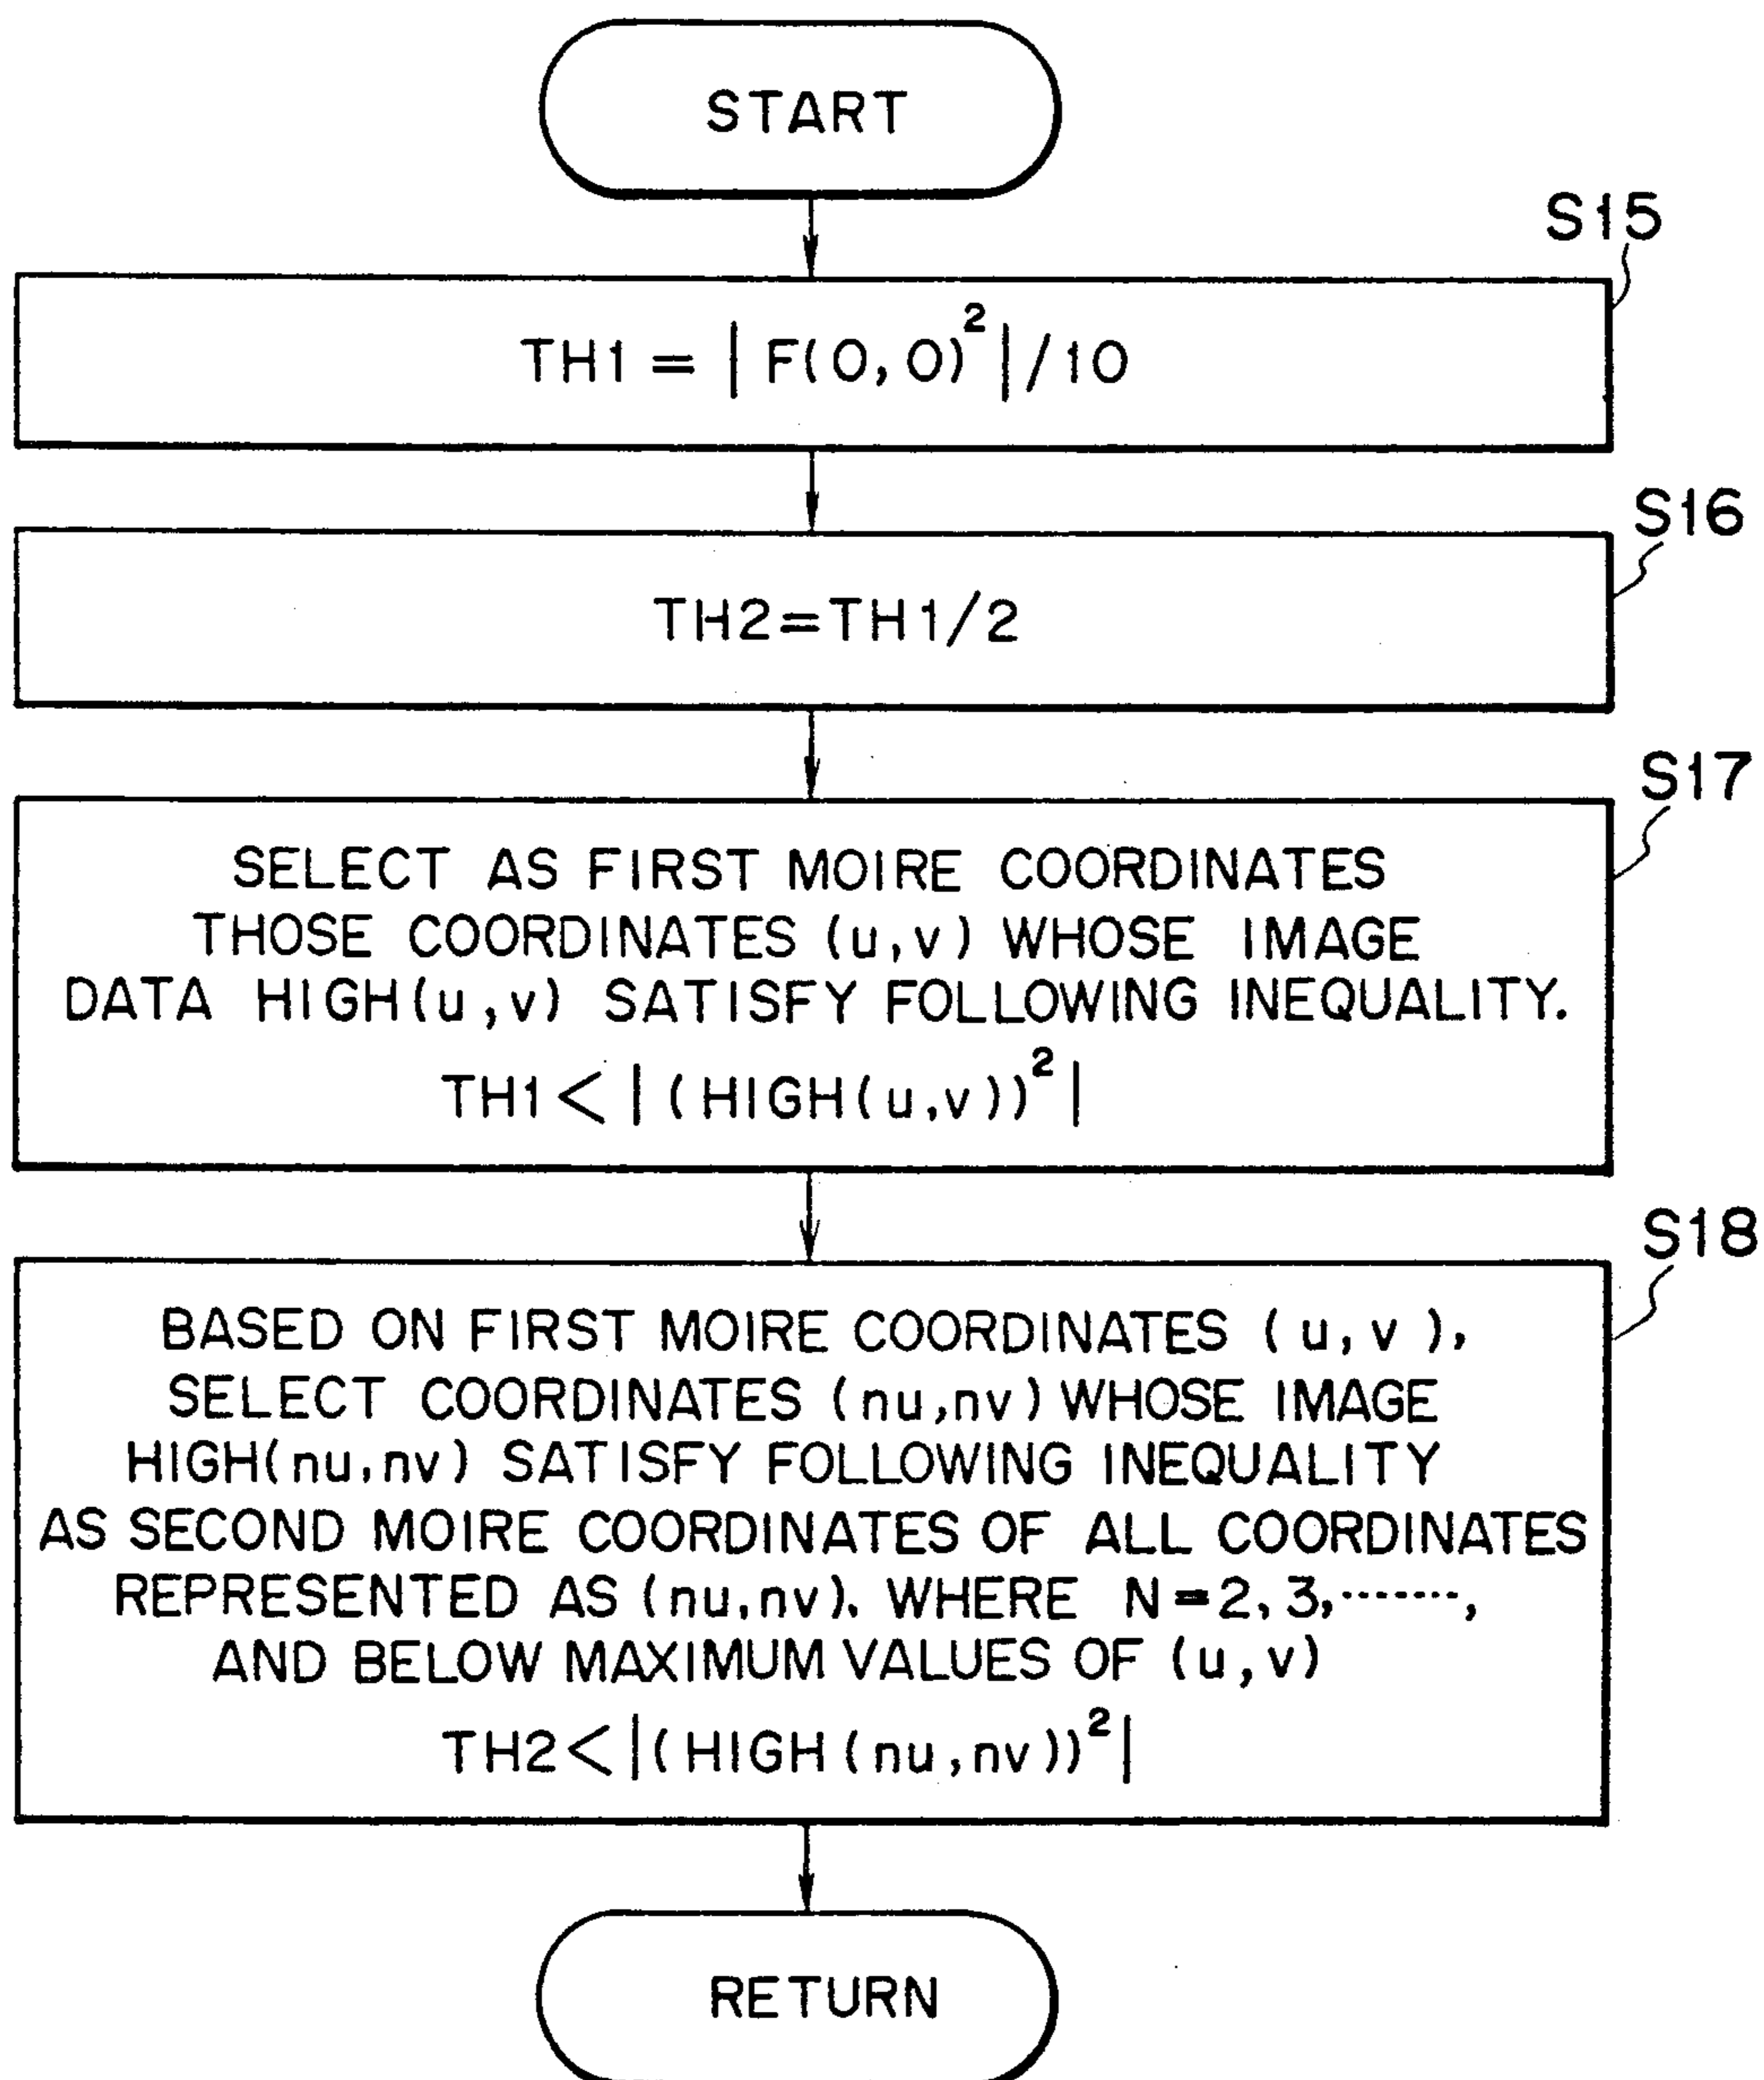 START
S15
TH1 = | F(0,0)² | / 10
S16
TH2=TH1/2
S17
SELECT AS FIRST MOIRE COORDINATES
THOSE COORDINATES (u,v) WHOSE IMAGE
DATA HIGH(u,v) SATISFY FOLLOWING INEQUALITY.
TH1 < | (HIGH(u,v))² |
S18
BASED ON FIRST MOIRE COORDINATES (u,v),
SELECT COORDINATES (nu,nv) WHOSE IMAGE
HIGH(nu,nv) SATISFY FOLLOWING INEQUALITY
AS SECOND MOIRE COORDINATES OF ALL COORDINATES
REPRESENTED AS (nu,nv). WHERE N=2, 3,·······,
AND BELOW MAXIMUM VALUES OF (u,v)
TH2 < |(HIGH(nu,nv))²|
RETURN